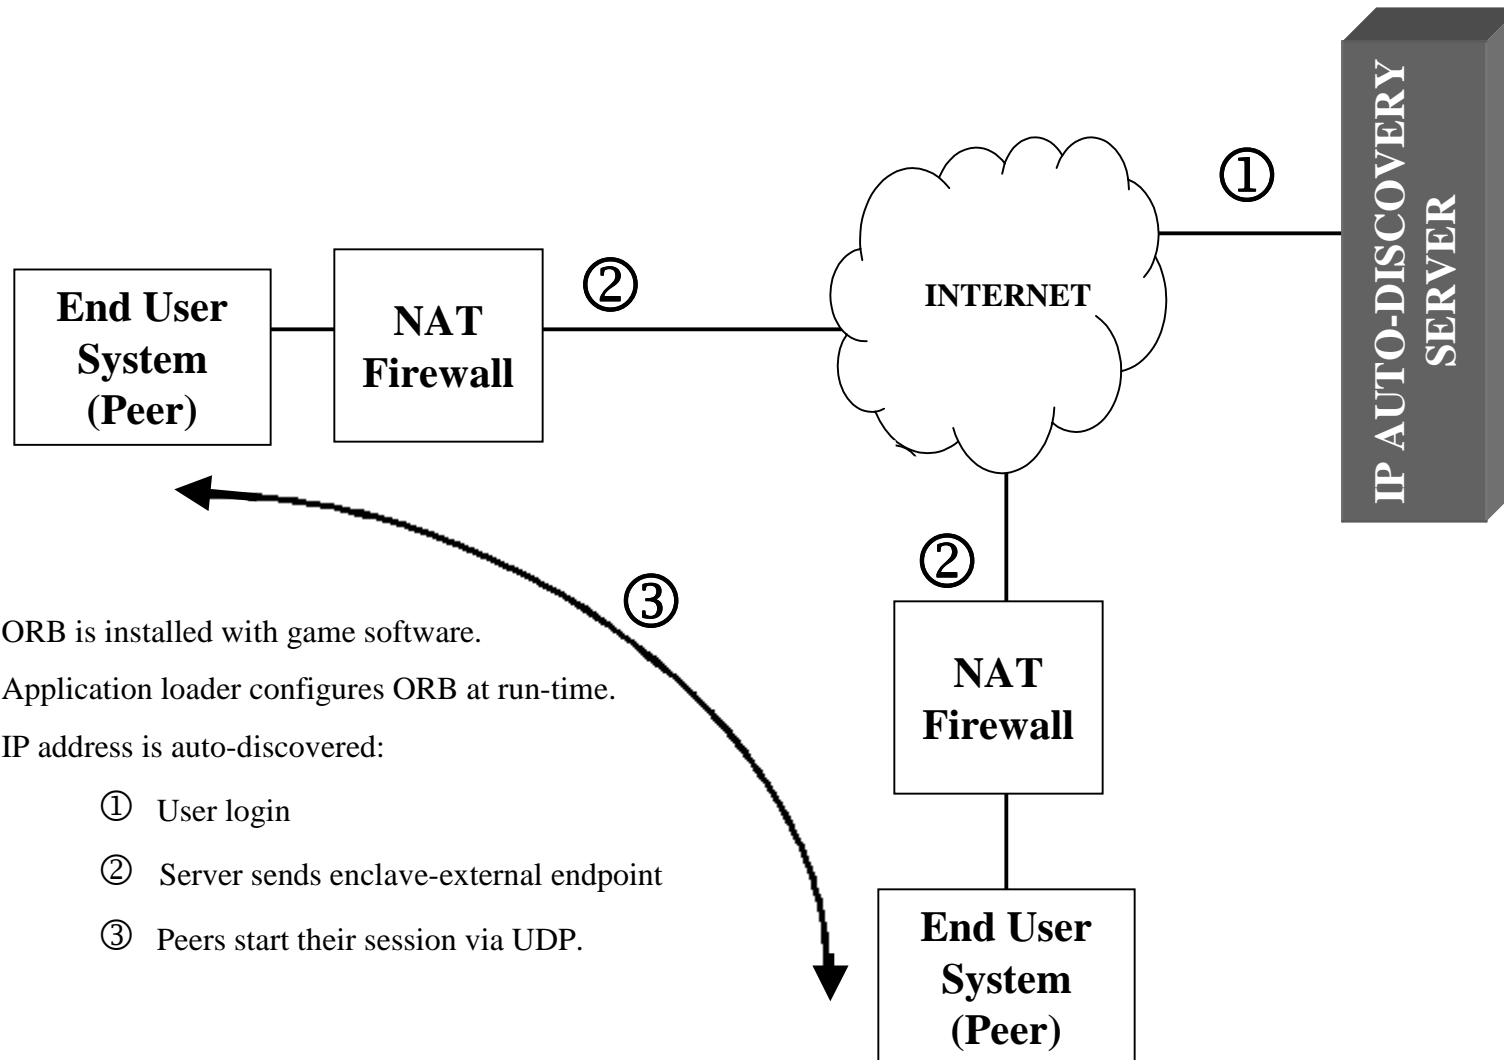 IP AUTO-DISCOVERY
SERVER
①
②
INTERNET
End User
System
(Peer)
NAT
Firewall
②
③
NAT
Firewall
ORB is installed with game software.
Application loader configures ORB at run-time.
IP address is auto-discovered:
① User login
② Server sends enclave-external endpoint
③ Peers start their session via UDP.
End User
System
(Peer)